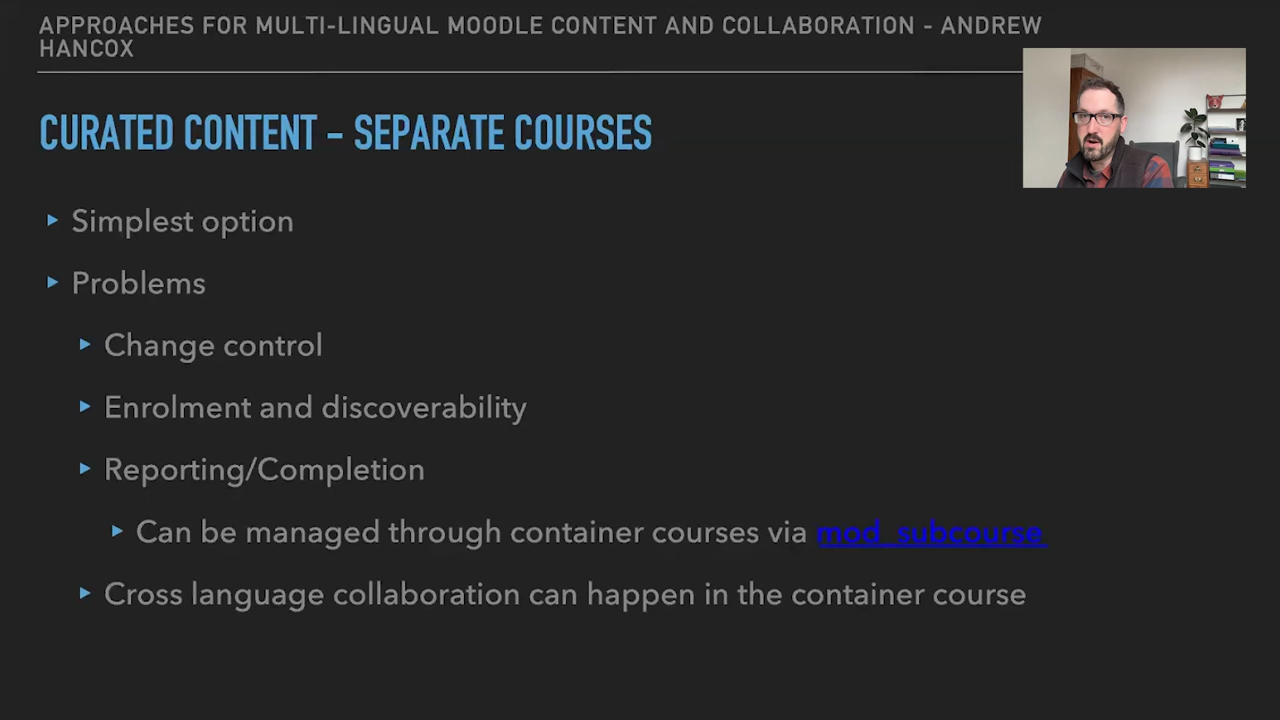 APPROACHES FOR MULTI-LINGUAL MOODLE CONTENT AND COLLABORATION - ANDREW
HANCOX
CURATED CONTENT - SEPARATE COURSES
Simplest option
Problems
Change control
Enrolment and discoverability
Reporting/Completion
Can be managed through container courses via mod_subcourse
Cross language collaboration can happen in the container course